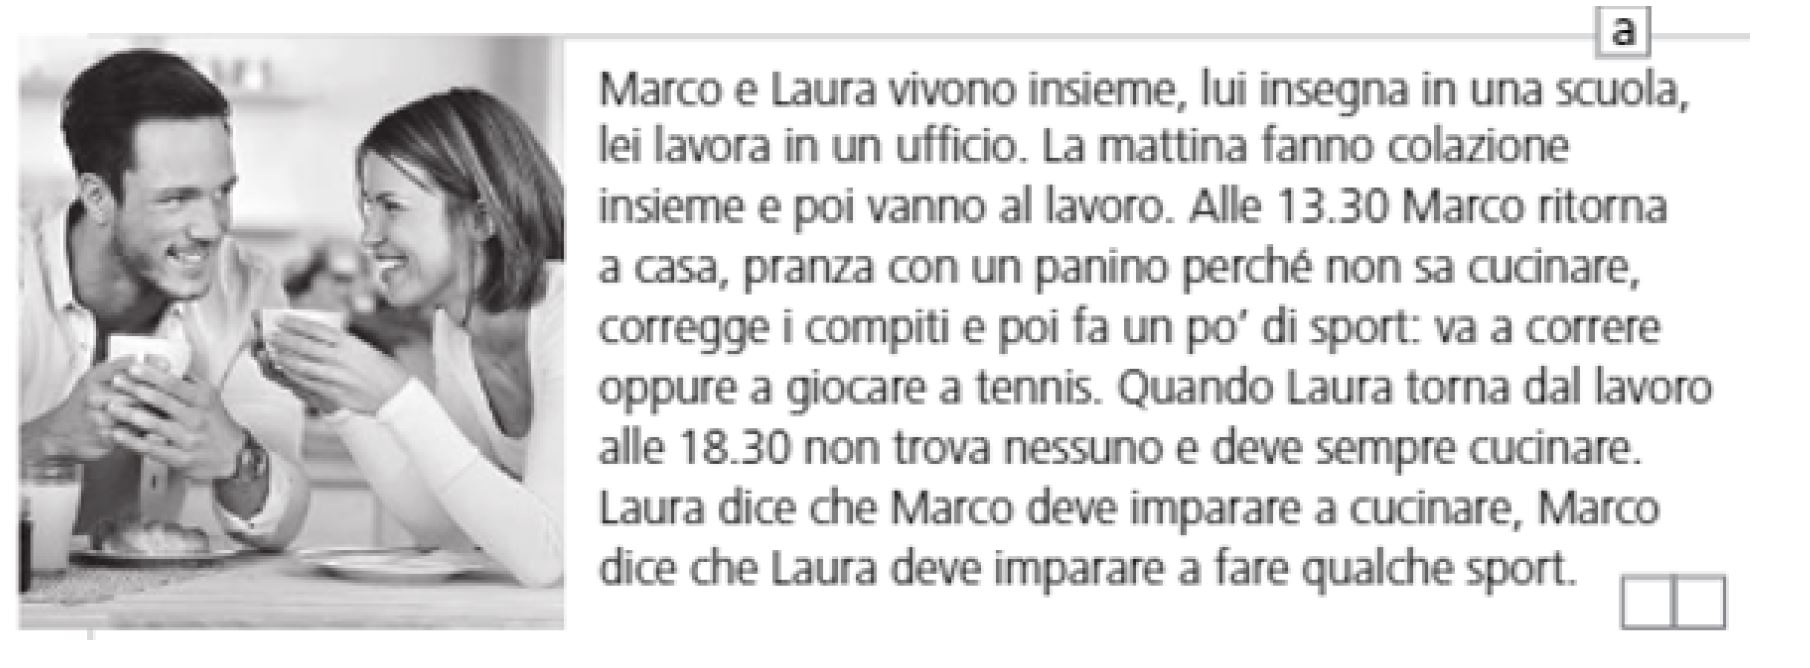 a
Marco e Laura vivono insieme, lui insegna in una scuola,
lei lavora in un ufficio. La mattina fanno colazione
insieme e poi vanno al lavoro. Alle 13.30 Marco ritorna
a casa, pranza con un panino perché non sa cucinare,
corregge i compiti e poi fa un po’ di sport: va a correre
oppure a giocare a tennis. Quando Laura torna dal lavoro
alle 18.30 non trova nessuno e deve sempre cucinare.
Laura dice che Marco deve imparare a cucinare, Marco
dice che Laura deve imparare a fare qualche sport.